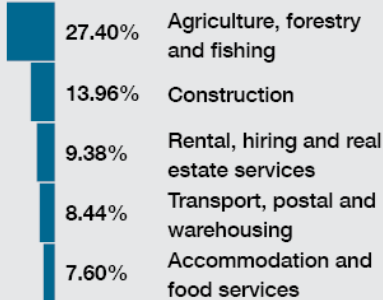 27.40% Agriculture, forestry
and fishing
13.96% Construction
9.38% Rental, hiring and real
estate services
8.44% Transport, postal and
warehousing
7.60% Accommodation and
food services